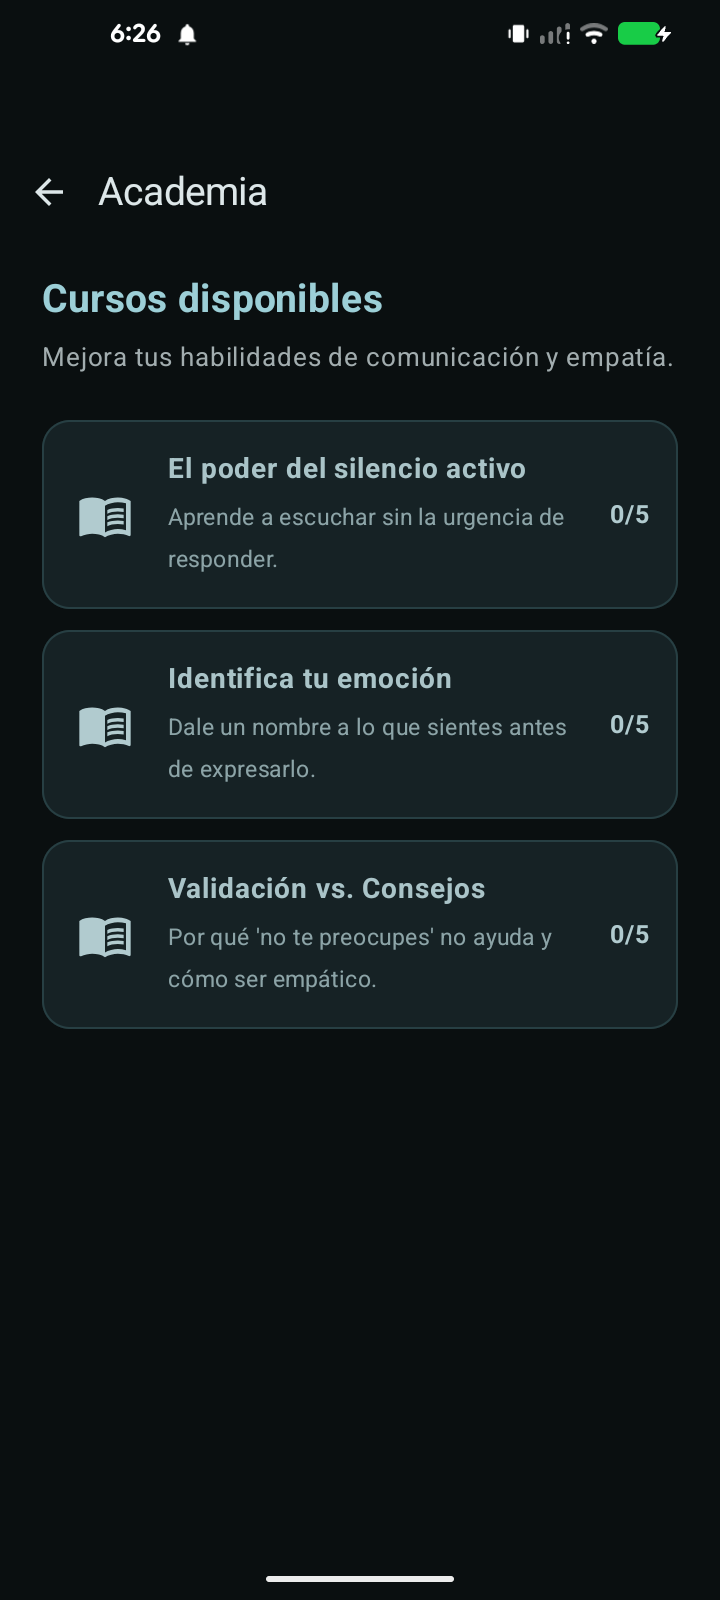 6:26
Academia
Cursos disponibles
Mejora tus habilidades de comunicación y empatía.
El poder del silencio activo
Aprende a escuchar sin la urgencia de
responder.
0/5
Identifica tu emoción
Dale un nombre a lo que sientes antes
de expresarlo.
0/5
Validación vs. Consejos
Por qué 'no te preocupes' no ayuda y
cómo ser empático.
0/5